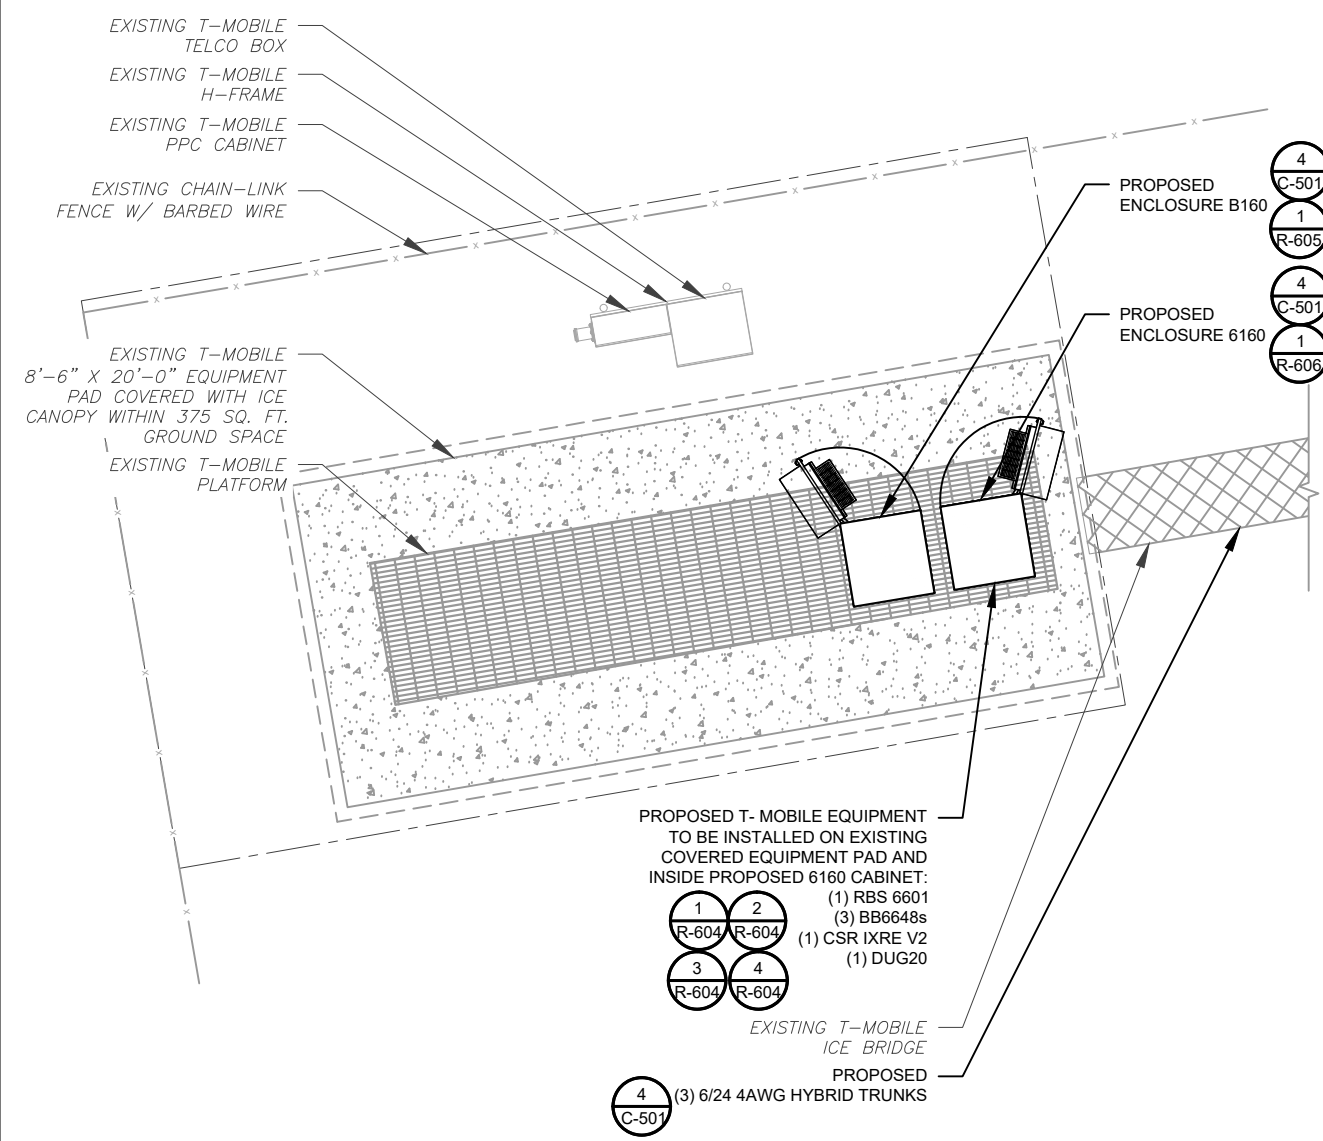 EXISTING T-MOBILE
TELCO BOX
EXISTING T-MOBILE
H-FRAME
EXISTING T-MOBILE
PPC CABINET
EXISTING CHAIN-LINK
FENCE W/ BARBED WIRE
PROPOSED
ENCLOSURE B160
4
C-501
1
R-605
PROPOSED
ENCLOSURE 6160
4
C-501
1
R-606
EXISTING T-MOBILE
8'-6" X 20'-0" EQUIPMENT
PAD COVERED WITH ICE
CANOPY WITHIN 375 SQ. FT.
GROUND SPACE
EXISTING T-MOBILE
PLATFORM
PROPOSED T- MOBILE EQUIPMENT
TO BE INSTALLED ON EXISTING
COVERED EQUIPMENT PAD AND
INSIDE PROPOSED 6160 CABINET:
(1) RBS 6601
(3) BB6648s
(1) CSR IXRE V2
(1) DUG20
1
R-604
2
R-604
3
R-604
4
R-604
EXISTING T-MOBILE
ICE BRIDGE
PROPOSED
(3) 6/24 4AWG HYBRID TRUNKS
4
C-501